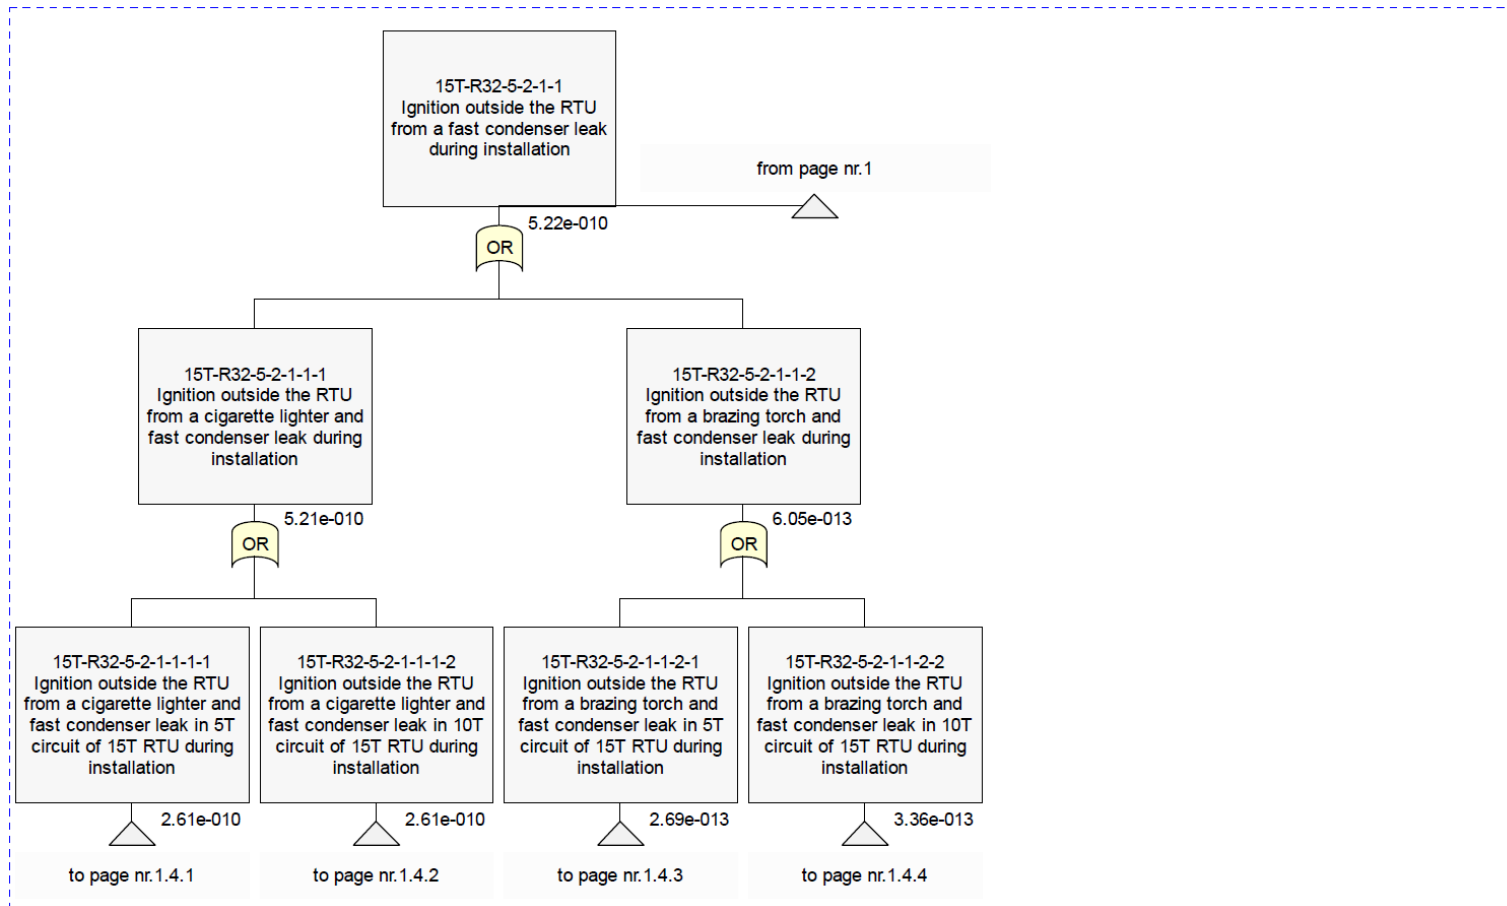 15T-R32-5-2-1-1
Ignition outside the RTU
from a fast condenser leak
during installation
from page nr.1
5.22e-010
OR
15T-R32-5-2-1-1-1
Ignition outside the RTU
from a cigarette lighter and
fast condenser leak during
installation
5.21e-010
OR
15T-R32-5-2-1-1-2
Ignition outside the RTU
from a brazing torch and
fast condenser leak during
installation
6.05e-013
OR
15T-R32-5-2-1-1-1-1
Ignition outside the RTU
from a cigarette lighter and
fast condenser leak in 5T
circuit of 15T RTU during
installation
2.61e-010
to page nr.1.4.1
15T-R32-5-2-1-1-1-2
Ignition outside the RTU
from a cigarette lighter and
fast condenser leak in 10T
circuit of 15T RTU during
installation
2.61e-010
to page nr.1.4.2
15T-R32-5-2-1-1-2-1
Ignition outside the RTU
from a brazing torch and
fast condenser leak in 5T
circuit of 15T RTU during
installation
2.69e-013
to page nr.1.4.3
15T-R32-5-2-1-1-2-2
Ignition outside the RTU
from a brazing torch and
fast condenser leak in 10T
circuit of 15T RTU during
installation
3.36e-013
to page nr.1.4.4